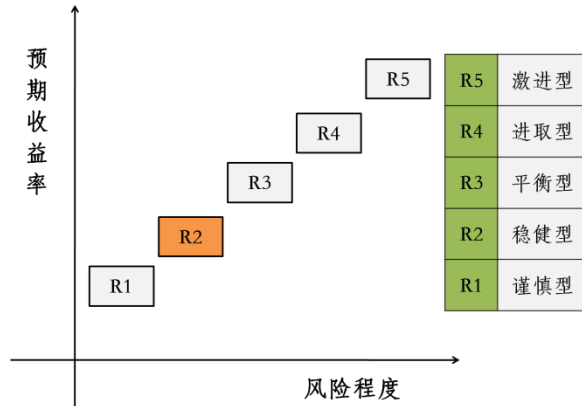 预期收益率
R5
R4
R3
R2
R1
风险程度
R5 激进型
R4 进取型
R3 平衡型
R2 稳健型
R1 谨慎型